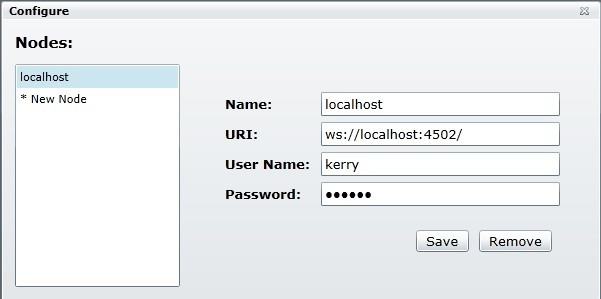 Configure
Nodes:
localhost
* New Node
Name: localhost
URI: ws://localhost:4502/
User Name: kerry
Password: ●●●●●●
Save Remove